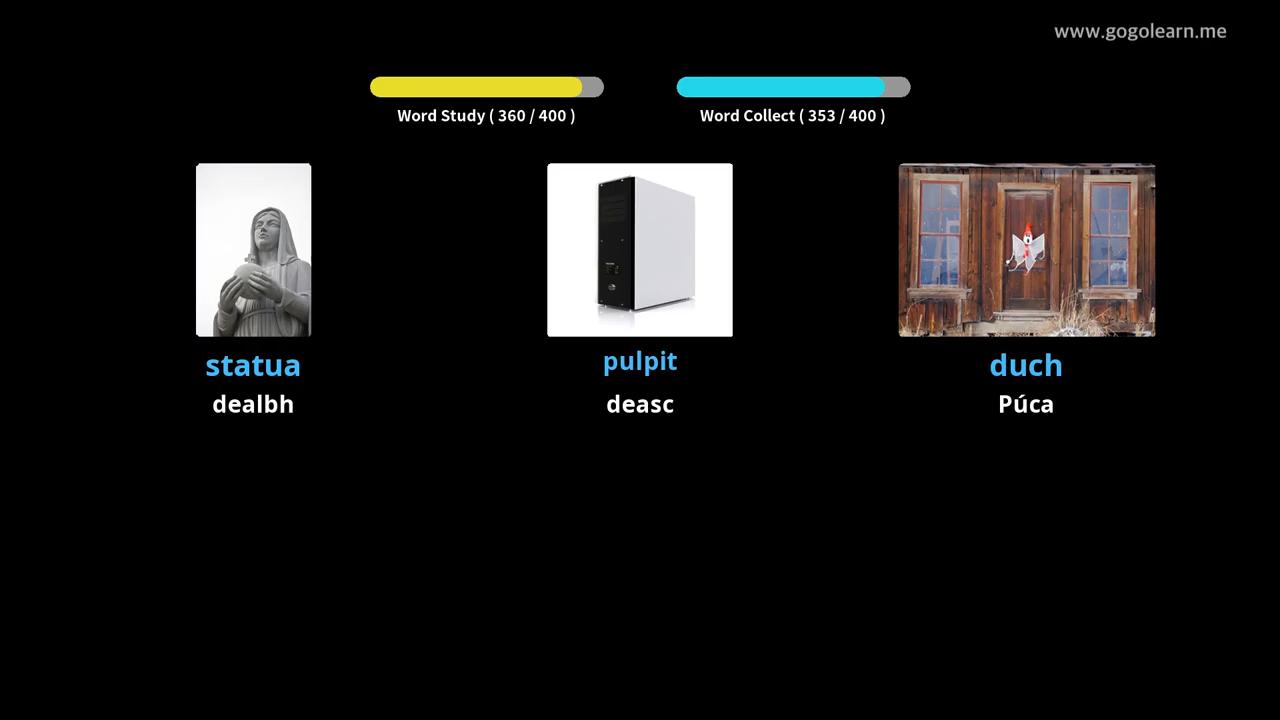 www.gogolearn.me
Word Study ( 360 / 400 )
Word Collect ( 353 / 400 )
statua
pulpit
duch
dealbh
deasc
Púca